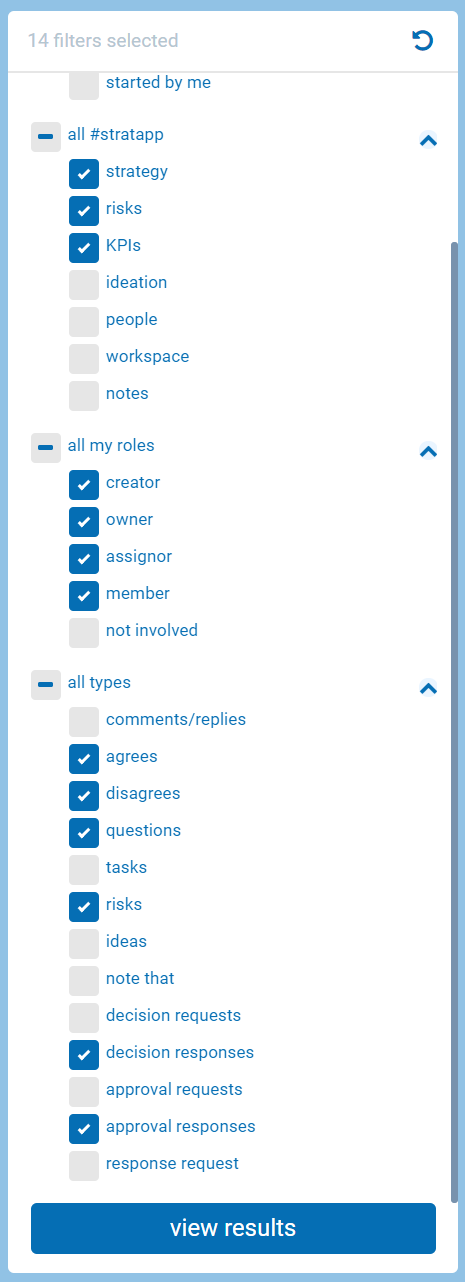 14 filters selected
started by me
all #stratapp
strategy
risks
KPIs
ideation
people
workspace
notes
all my roles
creator
owner
assignor
member
not involved
all types
comments/replies
agrees
disagrees
questions
tasks
risks
ideas
note that
decision requests
decision responses
approval requests
approval responses
response request
view results